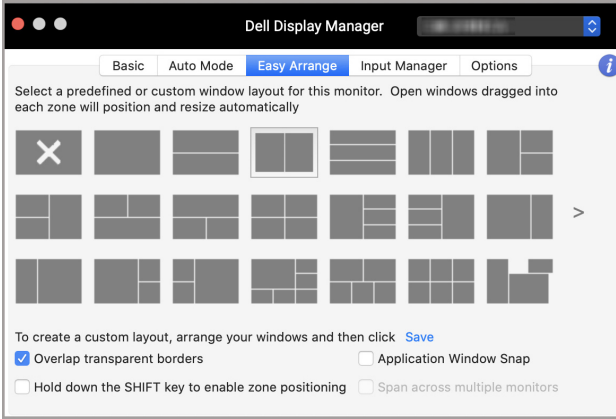 Dell Display Manager
Basic Auto Mode Easy Arrange Input Manager Options
Select a predefined or custom window layout for this monitor. Open windows dragged into
each zone will position and resize automatically
To create a custom layout, arrange your windows and then click Save
Overlap transparent borders Application Window Snap
Hold down the SHIFT key to enable zone positioning Span across multiple monitors